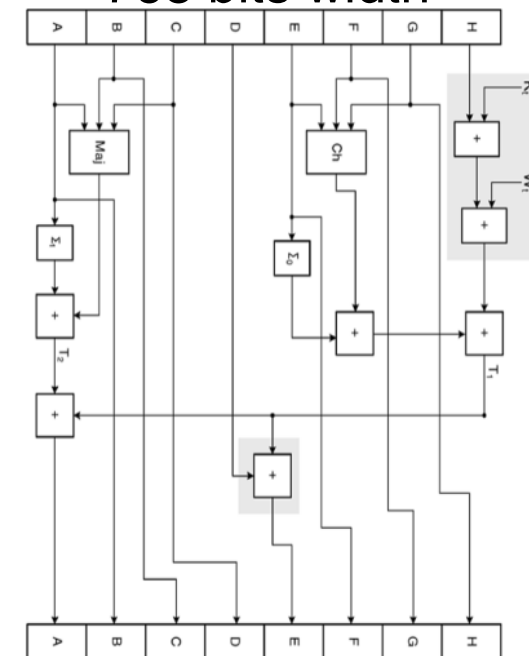 bits width
A B C D E F G H
+
Maj
Ch
+
Σ₁
Σ₀
+
+
+
T₂
T₁
+
+
A B C D E F G H